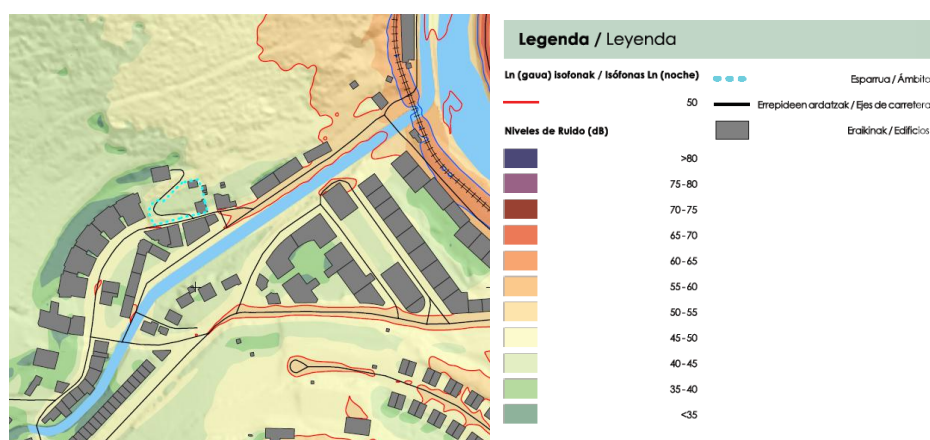 Legenda / Leyenda
Ln (gaua) isofonak / Isófonas Ln (noche)
50
Niveles de Ruido (dB)
>80
75-80
70-75
65-70
60-65
55-60
50-55
45-50
40-45
35-40
<35
Esparrua / Ámbito
Errepideen ardatzak / Ejes de carretera
Eraikinak / Edificios